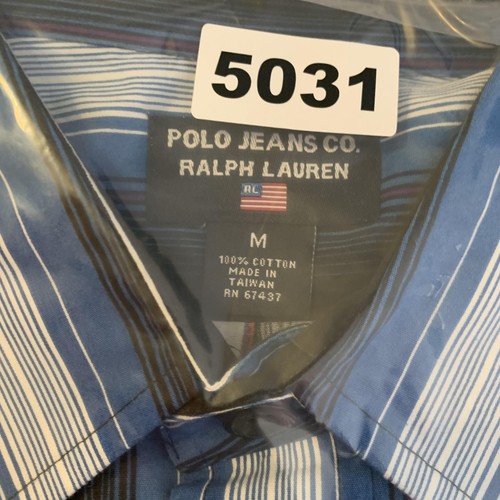 5031
POLO JEANS CO.
RALPH LAUREN
RL
M
100% COTTON
MADE IN
TAIWAN
RN 67437